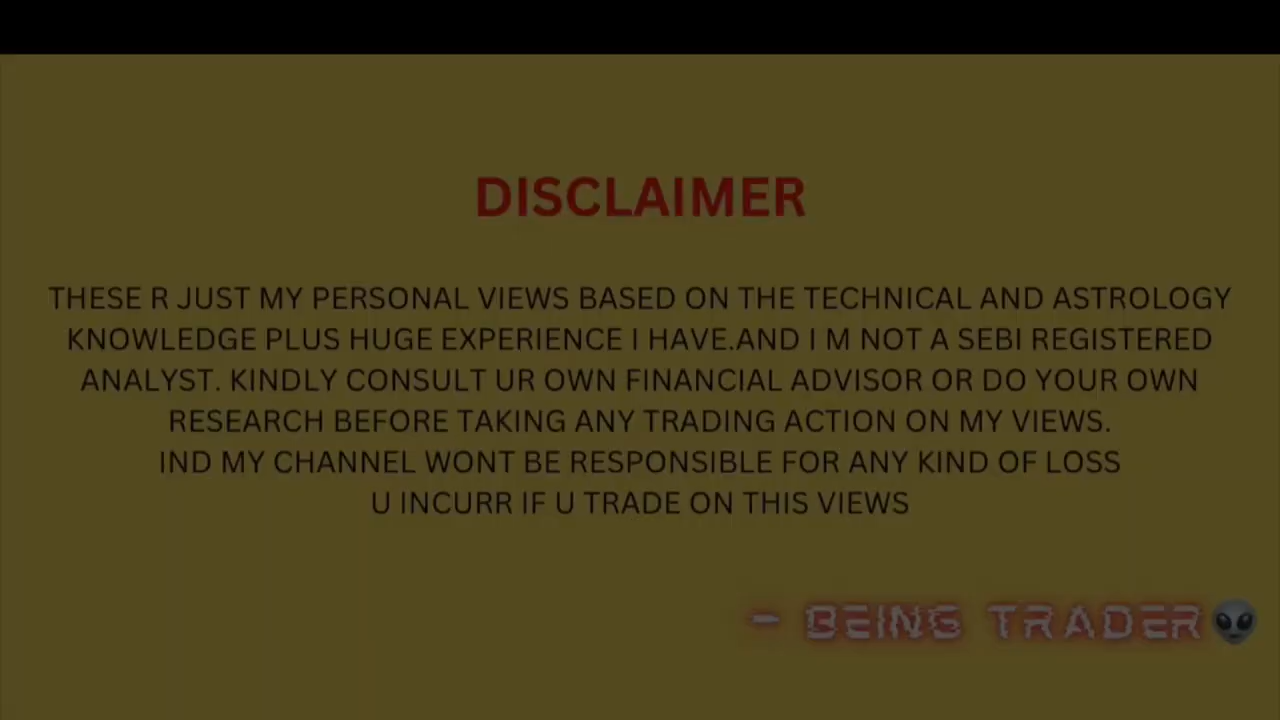 DISCLAIMER
THESE R JUST MY PERSONAL VIEWS BASED ON THE TECHNICAL AND ASTROLOGY
KNOWLEDGE PLUS HUGE EXPERIENCE I HAVE.AND I M NOT A SEBI REGISTERED
ANALYST. KINDLY CONSULT UR OWN FINANCIAL ADVISOR OR DO YOUR OWN
RESEARCH BEFORE TAKING ANY TRADING ACTION ON MY VIEWS.
IND MY CHANNEL WONT BE RESPONSIBLE FOR ANY KIND OF LOSS
U INCURR IF U TRADE ON THIS VIEWS
- BEING TRADER👽